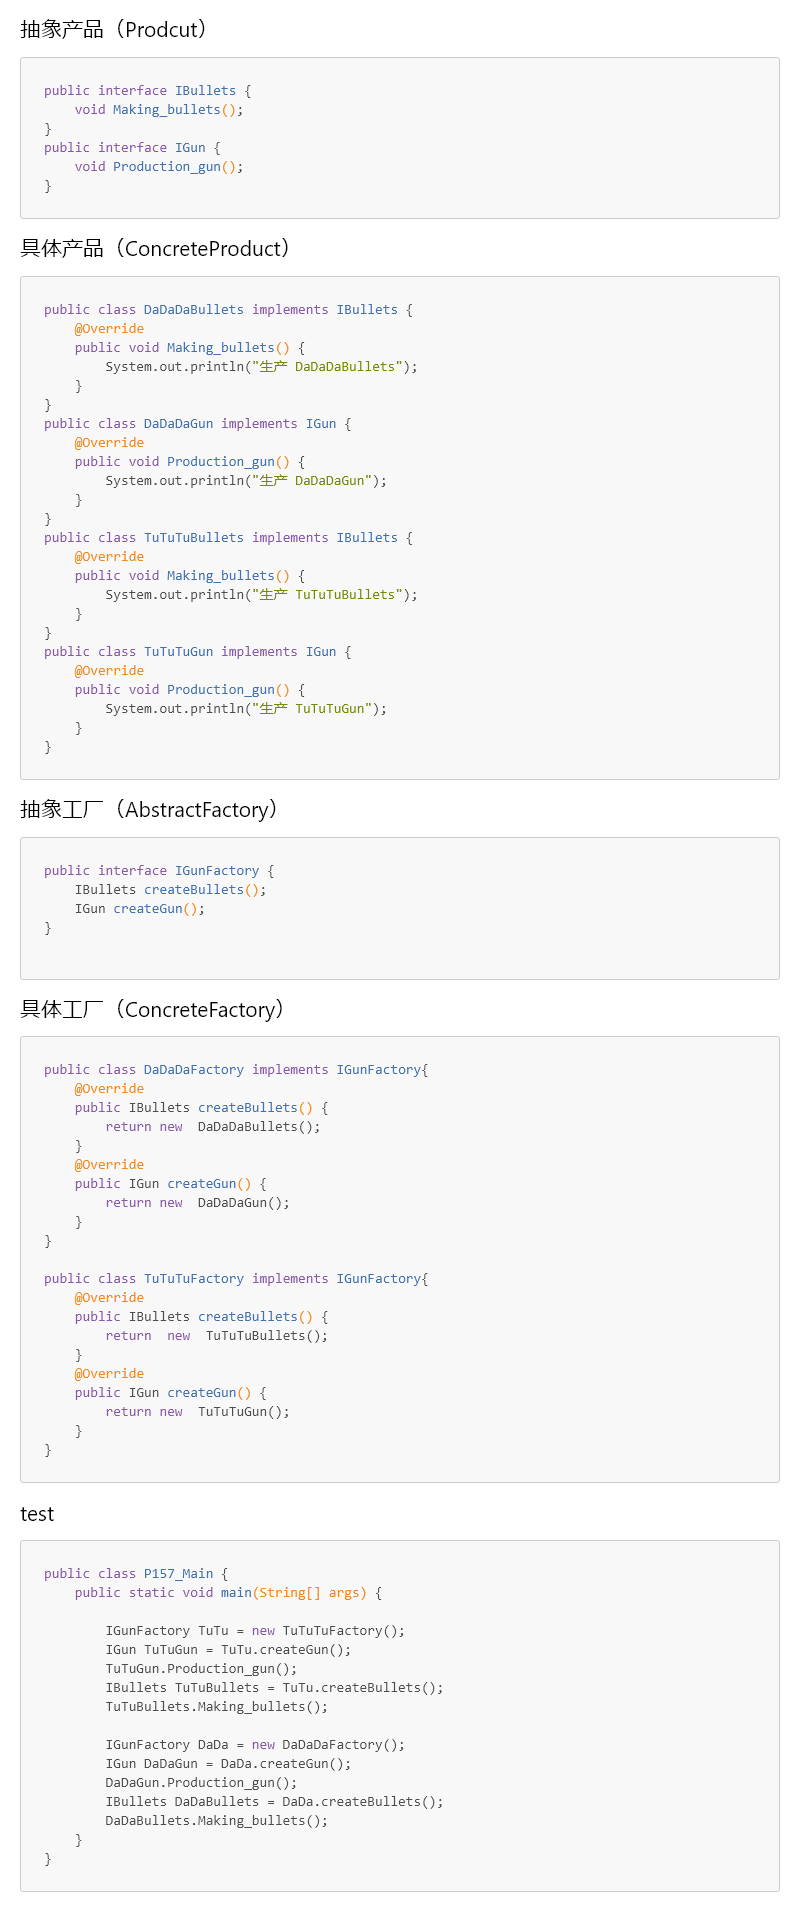 抽象产品（Prodcut）
public interface IBullets {
    void Making_bullets();
}
public interface IGun {
    void Production_gun();
}
具体产品（ConcreteProduct）
public class DaDaDaBullets implements IBullets {
    @Override
    public void Making_bullets() {
        System.out.println("生产 DaDaDaBullets");
    }
}
public class DaDaDaGun implements IGun {
    @Override
    public void Production_gun() {
        System.out.println("生产 DaDaDaGun");
    }
}
public class TuTuTuBullets implements IBullets {
    @Override
    public void Making_bullets() {
        System.out.println("生产 TuTuTuBullets");
    }
}
public class TuTuTuGun implements IGun {
    @Override
    public void Production_gun() {
        System.out.println("生产 TuTuTuGun");
    }
}
抽象工厂（AbstractFactory）
public interface IGunFactory {
    IBullets createBullets();
    IGun createGun();
}
具体工厂（ConcreteFactory）
public class DaDaDaFactory implements IGunFactory{
    @Override
    public IBullets createBullets() {
        return new  DaDaDaBullets();
    }
    @Override
    public IGun createGun() {
        return new  DaDaDaGun();
    }
}
public class TuTuTuFactory implements IGunFactory{
    @Override
    public IBullets createBullets() {
        return  new  TuTuTuBullets();
    }
    @Override
    public IGun createGun() {
        return new  TuTuTuGun();
    }
}
test
public class P157_Main {
    public static void main(String[] args) {
        IGunFactory TuTu = new TuTuTuFactory();
        IGun TuTuGun = TuTu.createGun();
        TuTuGun.Production_gun();
        IBullets TuTuBullets = TuTu.createBullets();
        TuTuBullets.Making_bullets();
        IGunFactory DaDa = new DaDaDaFactory();
        IGun DaDaGun = DaDa.createGun();
        DaDaGun.Production_gun();
        IBullets DaDaBullets = DaDa.createBullets();
        DaDaBullets.Making_bullets();
    }
}